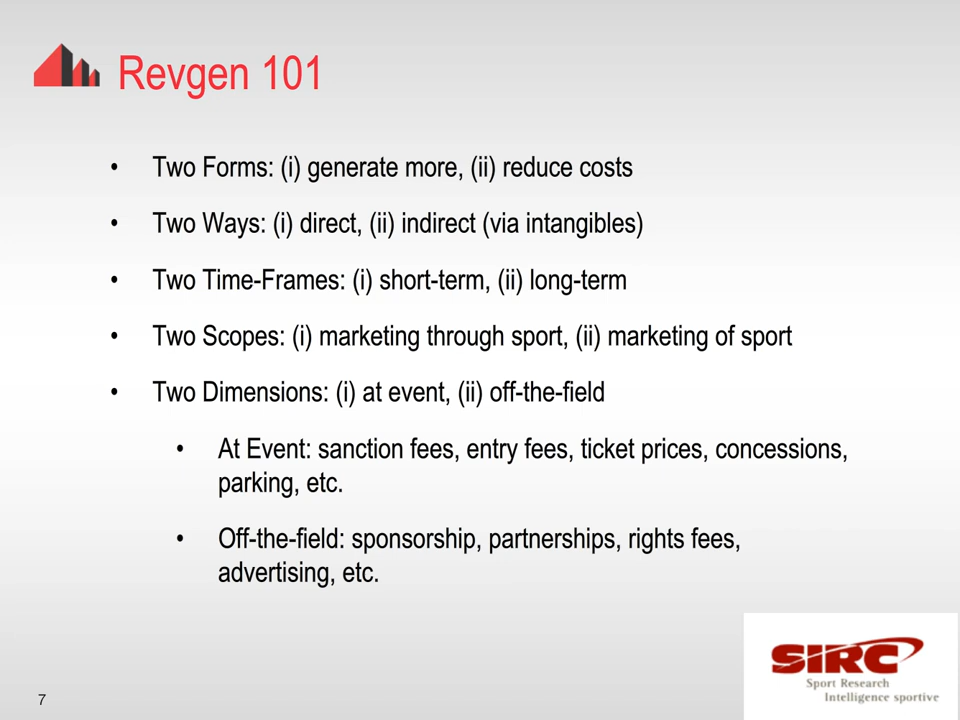 Revgen 101
• Two Forms: (i) generate more, (ii) reduce costs
• Two Ways: (i) direct, (ii) indirect (via intangibles)
• Two Time-Frames: (i) short-term, (ii) long-term
• Two Scopes: (i) marketing through sport, (ii) marketing of sport
• Two Dimensions: (i) at event, (ii) off-the-field
• At Event: sanction fees, entry fees, ticket prices, concessions,
parking, etc.
• Off-the-field: sponsorship, partnerships, rights fees,
advertising, etc.
SIRC
Sport Research
Intelligence sportive
7